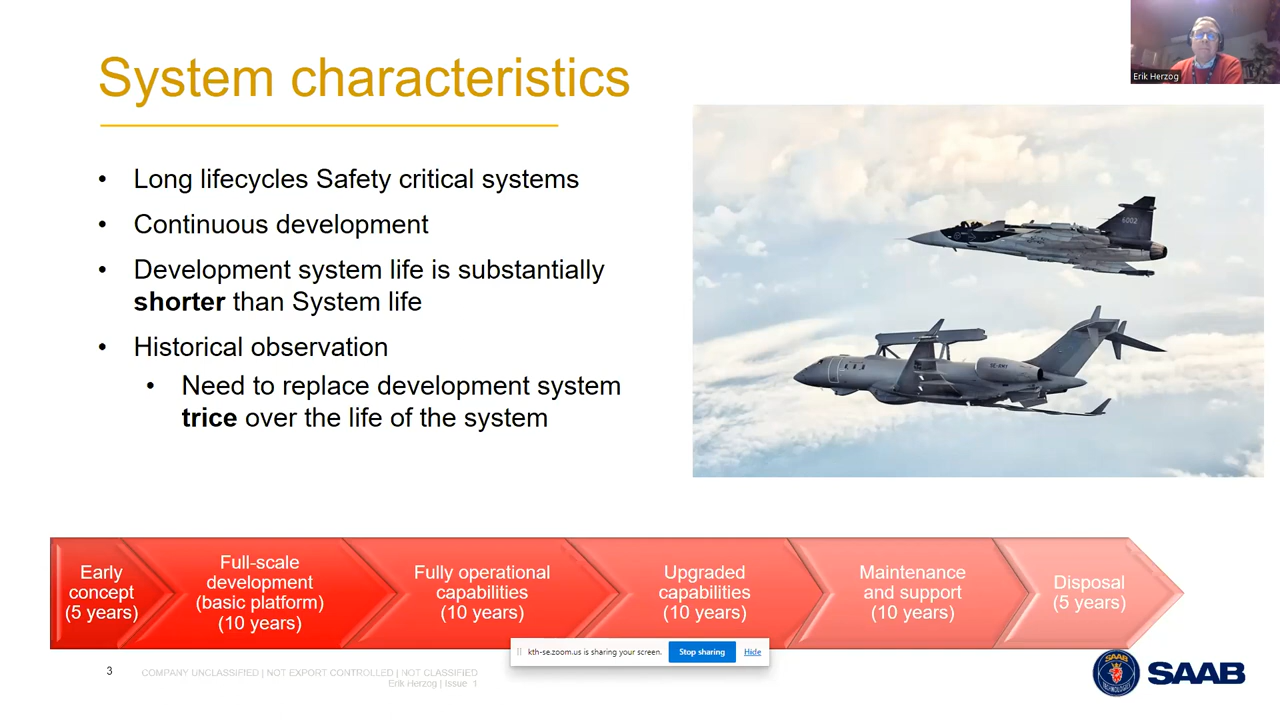 System characteristics
Erik Herzog
• Long lifecycles Safety critical systems
• Continuous development
• Development system life is substantially
shorter than System life
• Historical observation
• Need to replace development system
trice over the life of the system
6002
Early
concept
(5 years)
Full-scale
development
(basic platform)
(10 years)
Fully operational
capabilities
(10 years)
Upgraded
capabilities
(10 years)
Maintenance
and support
(10 years)
Disposal
(5 years)
kth-se.zoom.us is sharing your screen.
Stop sharing
Hide
3
COMPANY UNCLASSIFIED | NOT EXPORT CONTROLLED | NOT CLASSIFIED
Erik Herzog | Issue 1
SAAB
TECHNOLOGIES
SAAB